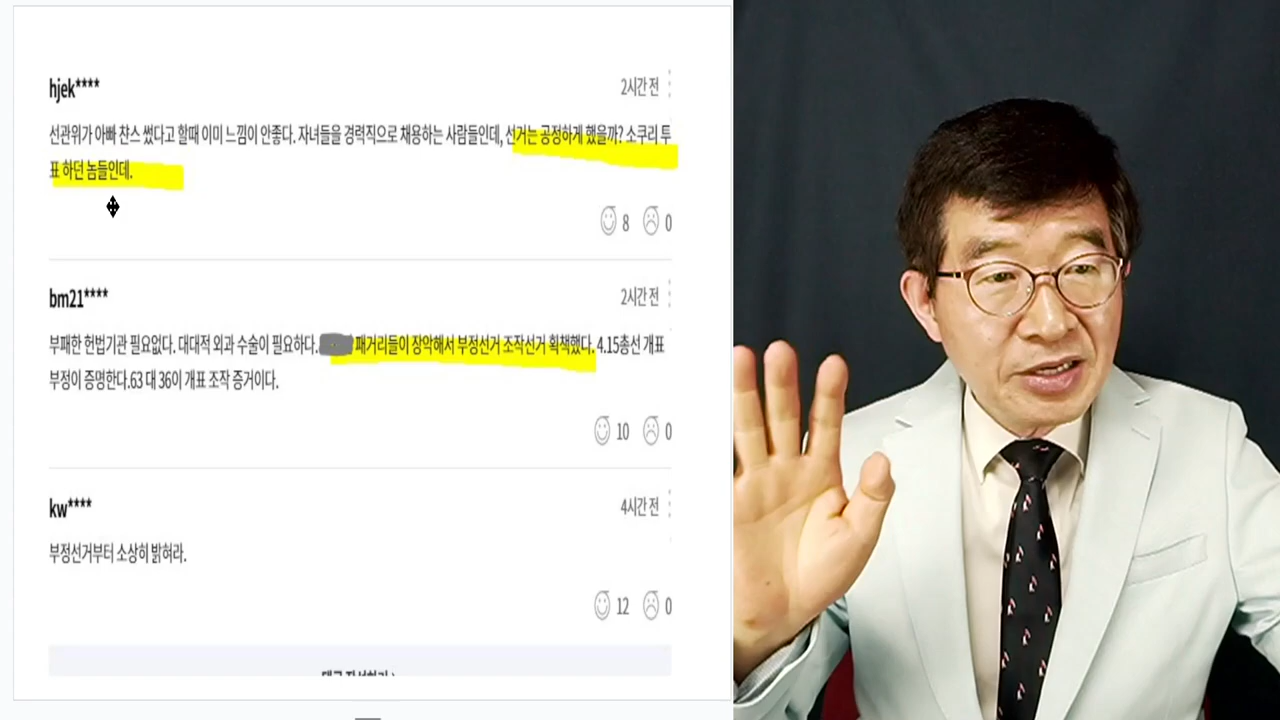 hjek****
2시간 전
선관위가 아빠 챤스 썼다고 할때 이미 느낌이 안좋다. 자녀들을 경력직으로 채용하는 사람들인데, 선거는 공정하게 했을까? 소쿠리 투
표 하던 놈들인데.
8 0
bm21****
2시간 전
부패한 헌법기관 필요없다. 대대적 외과 수술이 필요하다. 패거리들이 장악해서 부정선거 조작선거 획책했다. 4.15총선 개표
부정이 증명한다.63 대 36이 개표 조작 증거이다.
10 0
kw****
4시간 전
부정선거부터 소상히 밝혀라.
12 0